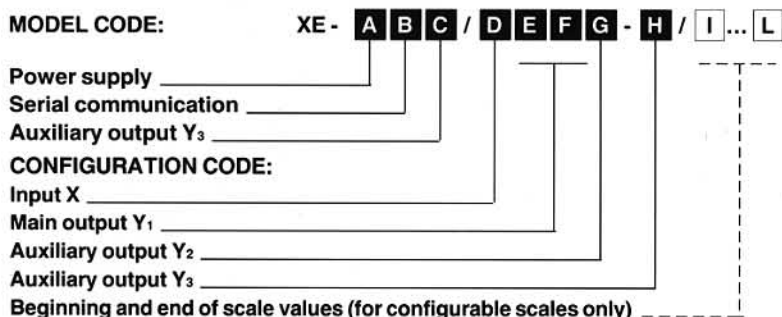 MODEL CODE: XE - A B C / D E F G - H / I ... L
Power supply
Serial communication
Auxiliary output Y₃
CONFIGURATION CODE:
Input X
Main output Y₁
Auxiliary output Y₂
Auxiliary output Y₃
Beginning and end of scale values (for configurable scales only)